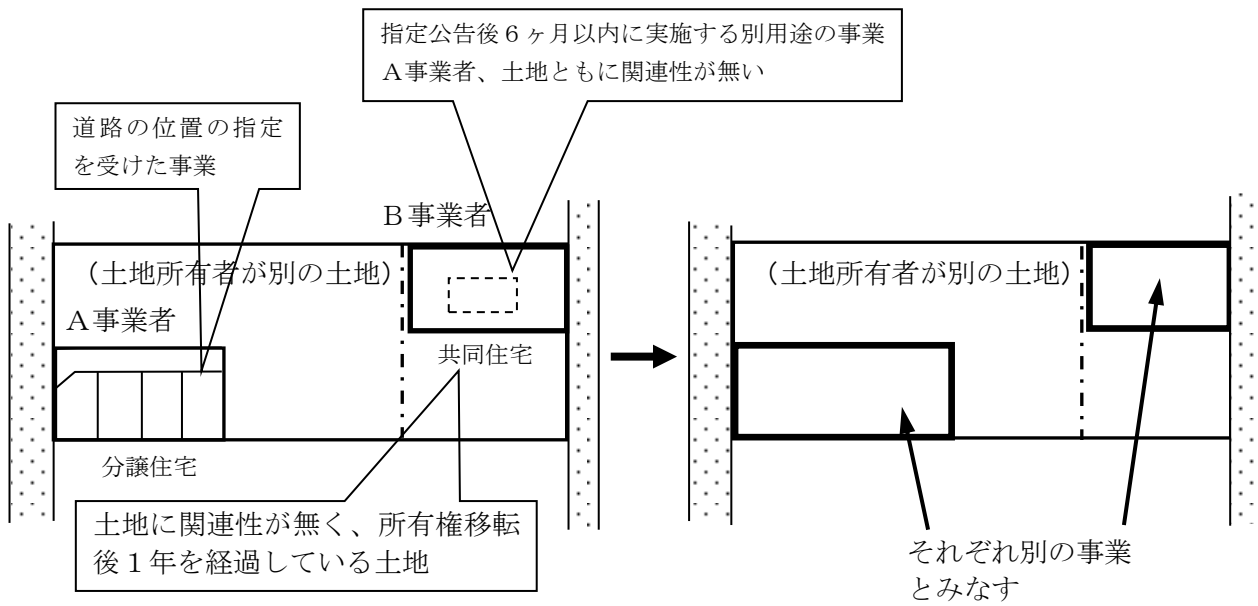 指定公告後６ヶ月以内に実施する別用途の事業
Ａ事業者、土地ともに関連性が無い
道路の位置の指定
を受けた事業
Ｂ事業者
（土地所有者が別の土地）
Ａ事業者
共同住宅
分譲住宅
土地に関連性が無く、所有権移転
後１年を経過している土地
（土地所有者が別の土地）
それぞれ別の事業
とみなす